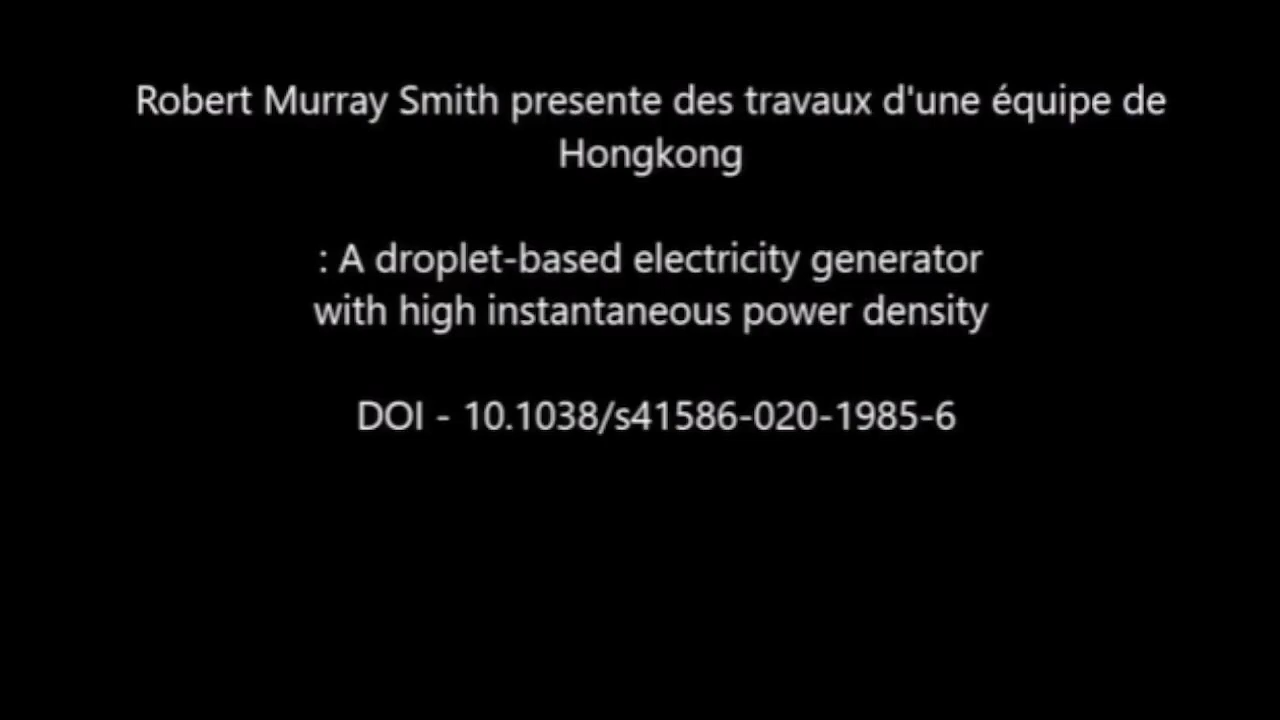 Robert Murray Smith presente des travaux d'une équipe de
Hongkong
: A droplet-based electricity generator
with high instantaneous power density
DOI - 10.1038/s41586-020-1985-6